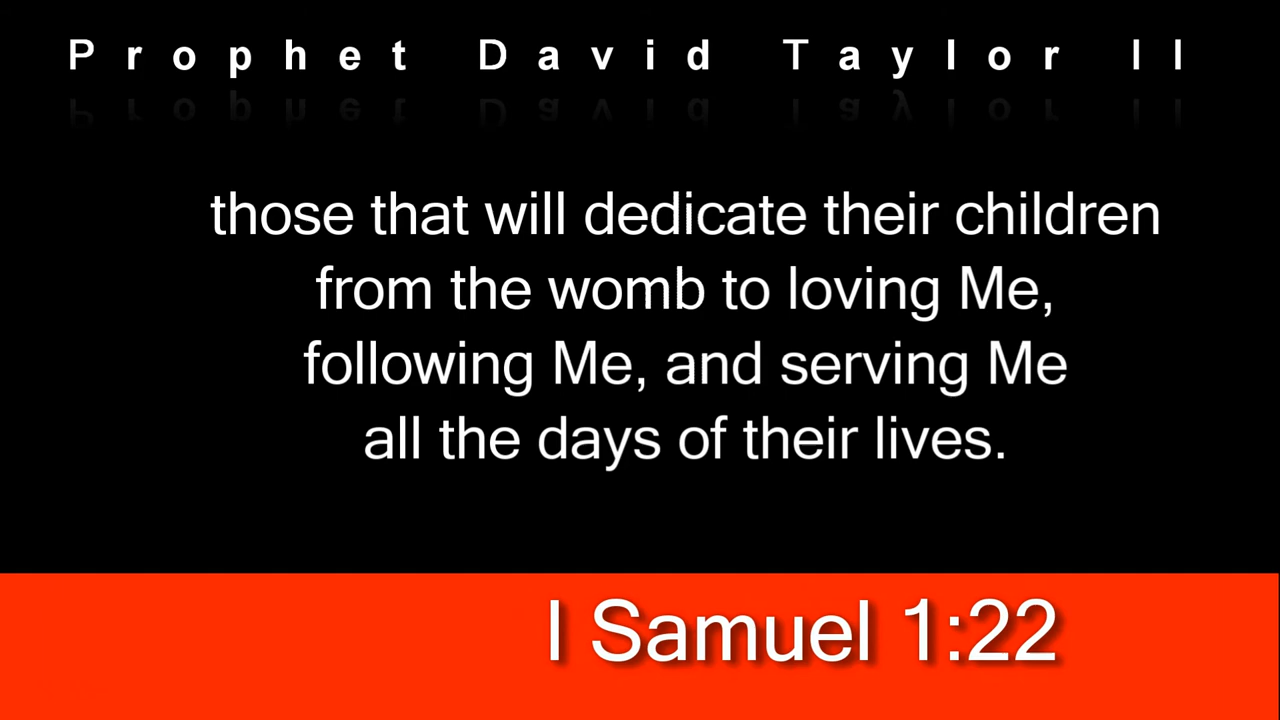 Prophet David Taylor II
those that will dedicate their children
from the womb to loving Me,
following Me, and serving Me
all the days of their lives.
I Samuel 1:22